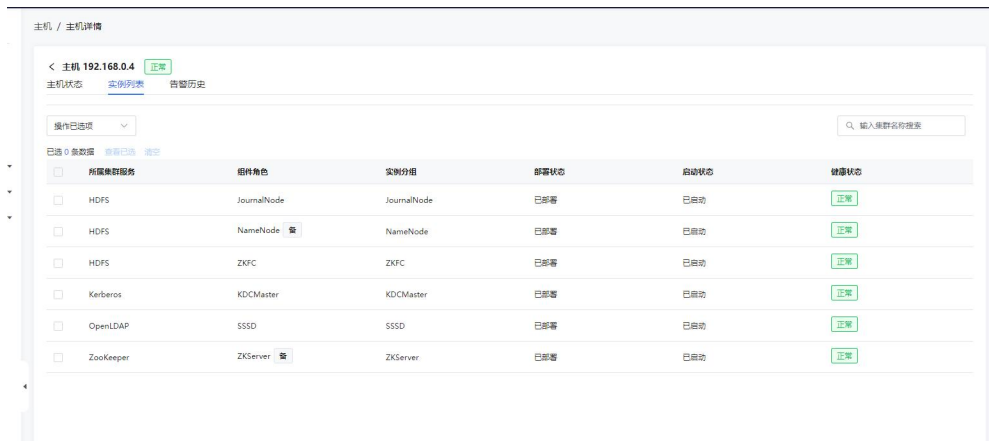 主机 / 主机详情
主机 192.168.0.4 正常
主机状态 实例列表 告警历史
操作已选项 输入集群名称搜索
已选 0 条数据 查看已选 清空
所属集群服务 组件角色 实例分组 部署状态 启动状态 健康状态
HDFS JournalNode JournalNode 已部署 已启动 正常
HDFS NameNode 备 NameNode 已部署 已启动 正常
HDFS ZKFC ZKFC 已部署 已启动 正常
Kerberos KDCMaster KDCMaster 已部署 已启动 正常
OpenLDAP SSSD SSSD 已部署 已启动 正常
ZooKeeper ZKServer 备 ZKServer 已部署 已启动 正常